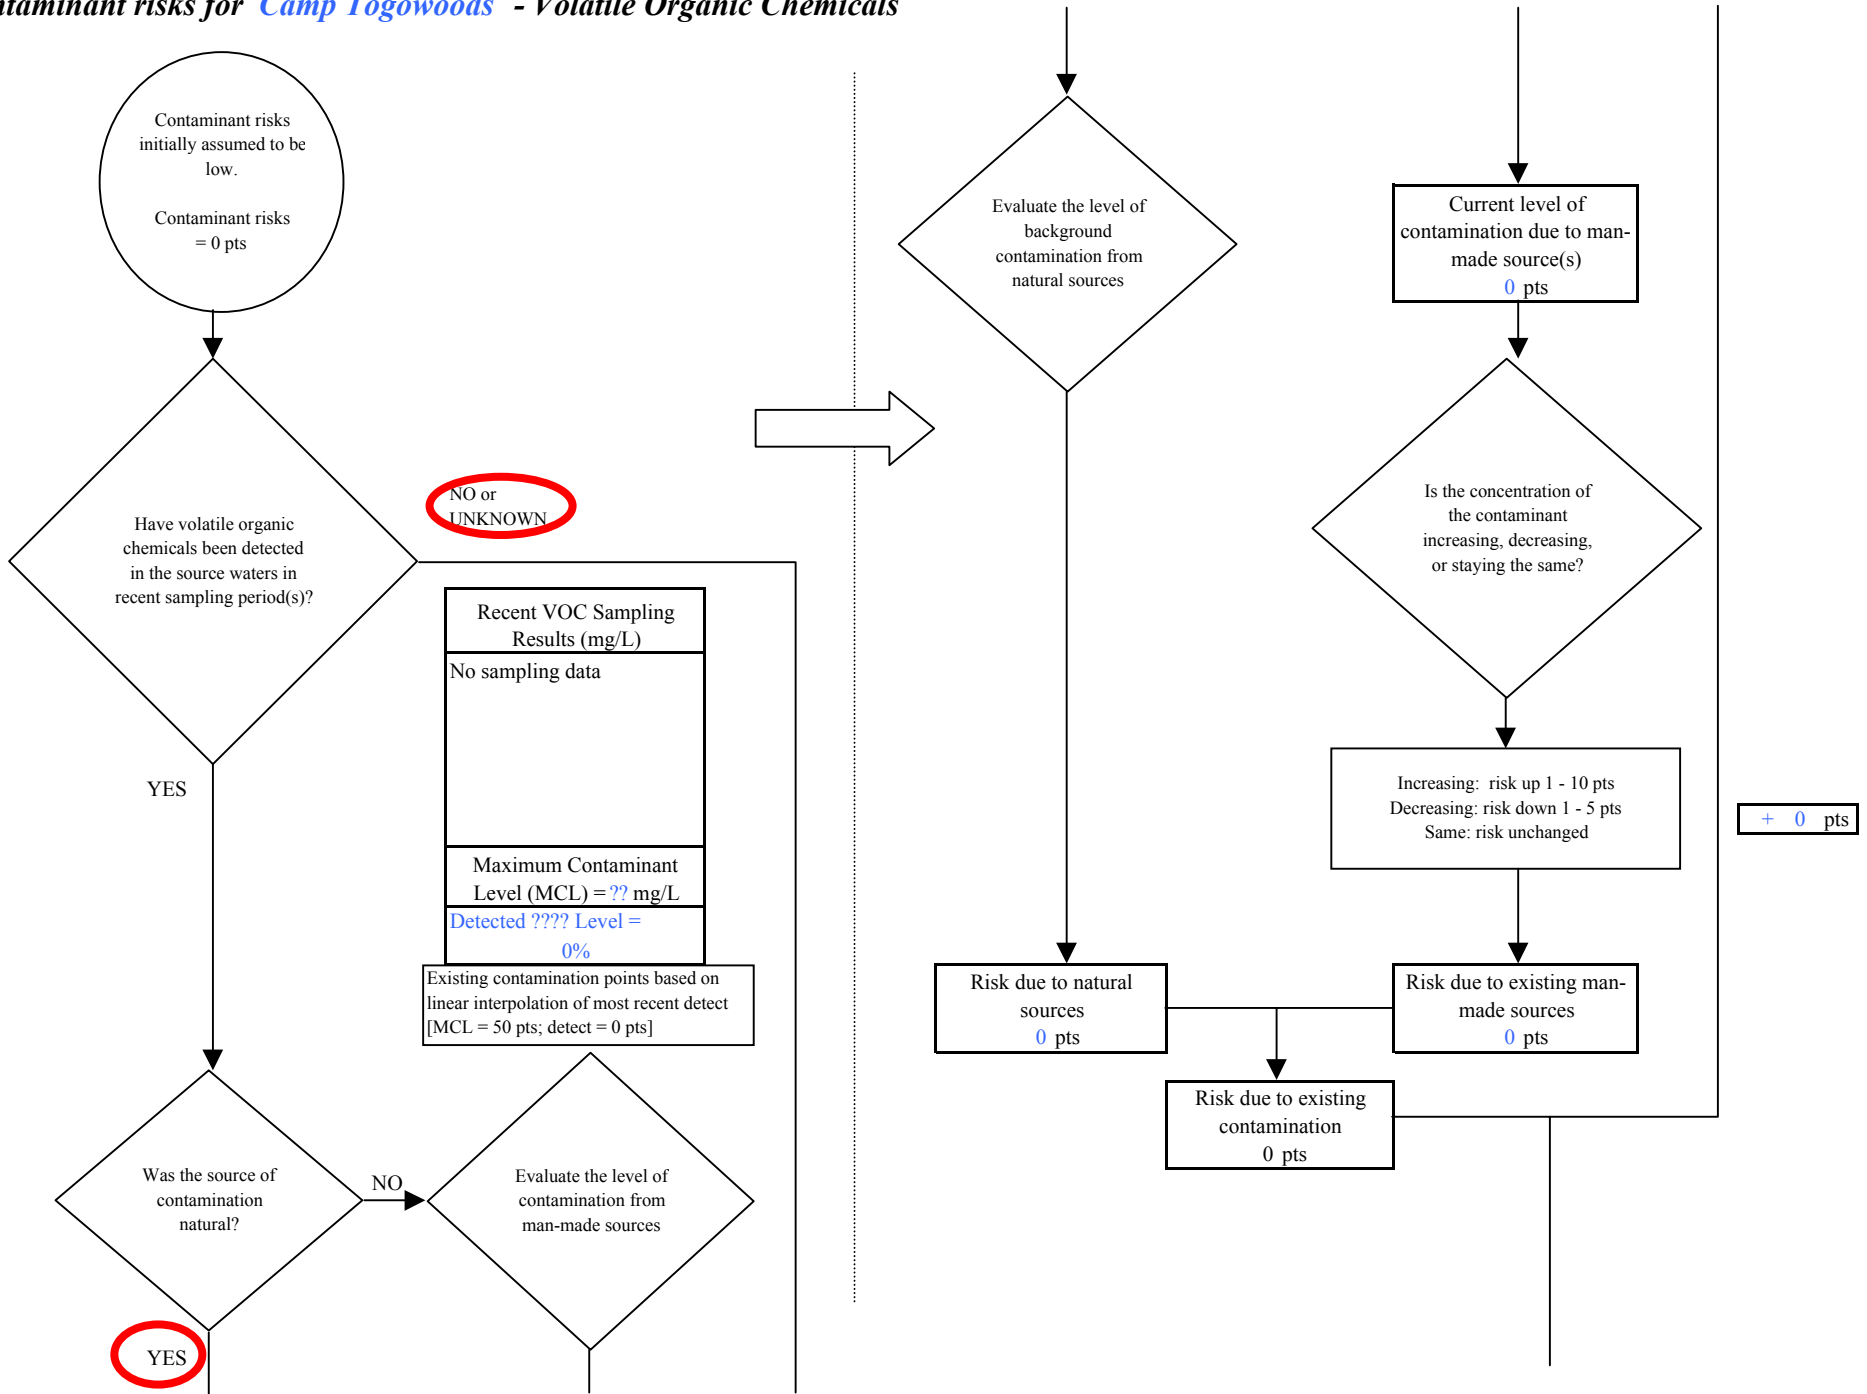 ntaminant risks for Camp Togowoods - Volatile Organic Chemicals
Contaminant risks
initially assumed to be
low.
Contaminant risks
= 0 pts
Have volatile organic
chemicals been detected
in the source waters in
recent sampling period(s)?
NO or
UNKNOWN
YES
Recent VOC Sampling
Results (mg/L)
No sampling data
Maximum Contaminant
Level (MCL) = ?? mg/L
Detected ???? Level =
0%
Existing contamination points based on
linear interpolation of most recent detect
[MCL = 50 pts; detect = 0 pts]
Was the source of
contamination
natural?
NO
YES
Evaluate the level of
contamination from
man-made sources
Evaluate the level of
background
contamination from
natural sources
Current level of
contamination due to man-
made source(s)
0 pts
Is the concentration of
the contaminant
increasing, decreasing,
or staying the same?
Increasing: risk up 1 - 10 pts
Decreasing: risk down 1 - 5 pts
Same: risk unchanged
+ 0 pts
Risk due to natural
sources
0 pts
Risk due to existing man-
made sources
0 pts
Risk due to existing
contamination
0 pts